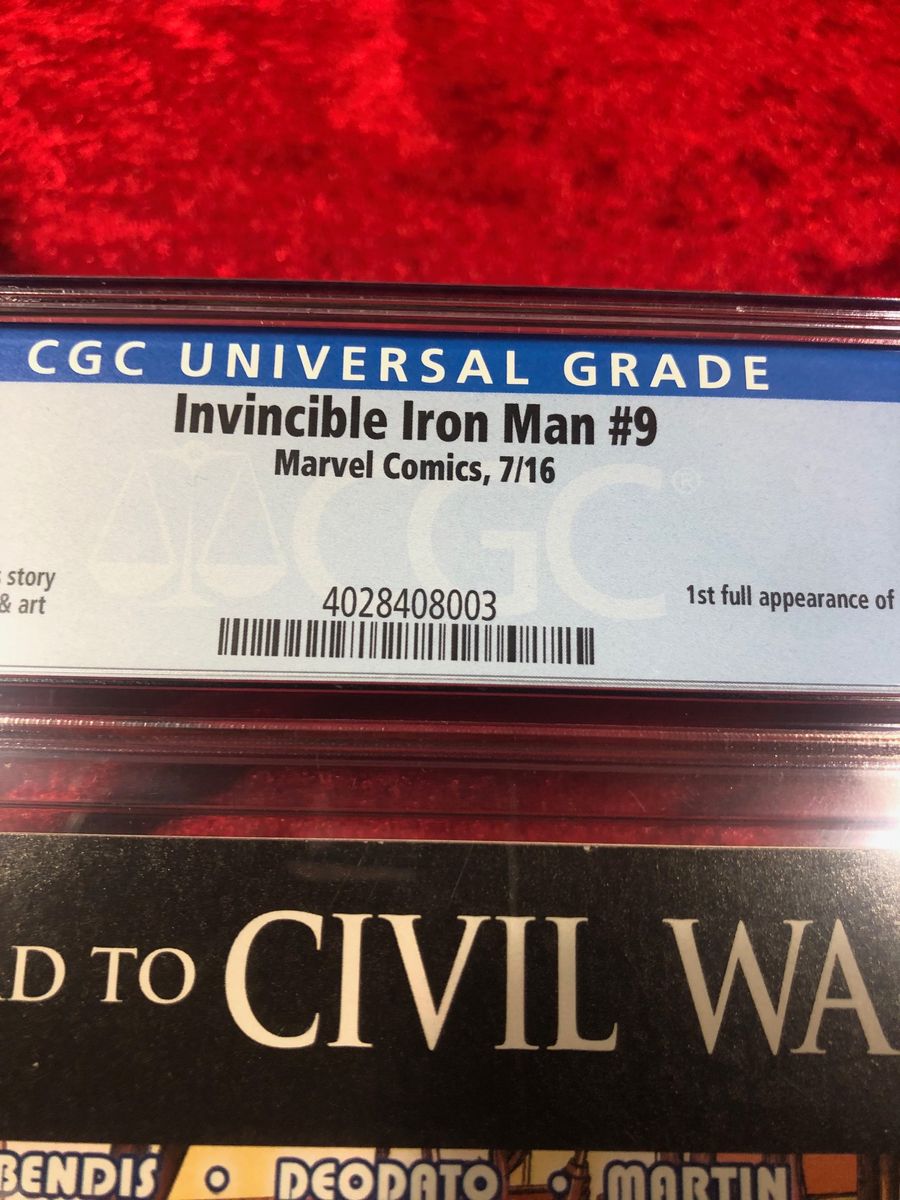 CGC UNIVERSAL GRADE
Invincible Iron Man #9
Marvel Comics, 7/16
CGC®
story
& art
4028408003
1st full appearance of
D TO CIVIL WA
BENDIS • DEODATO • MARTIN